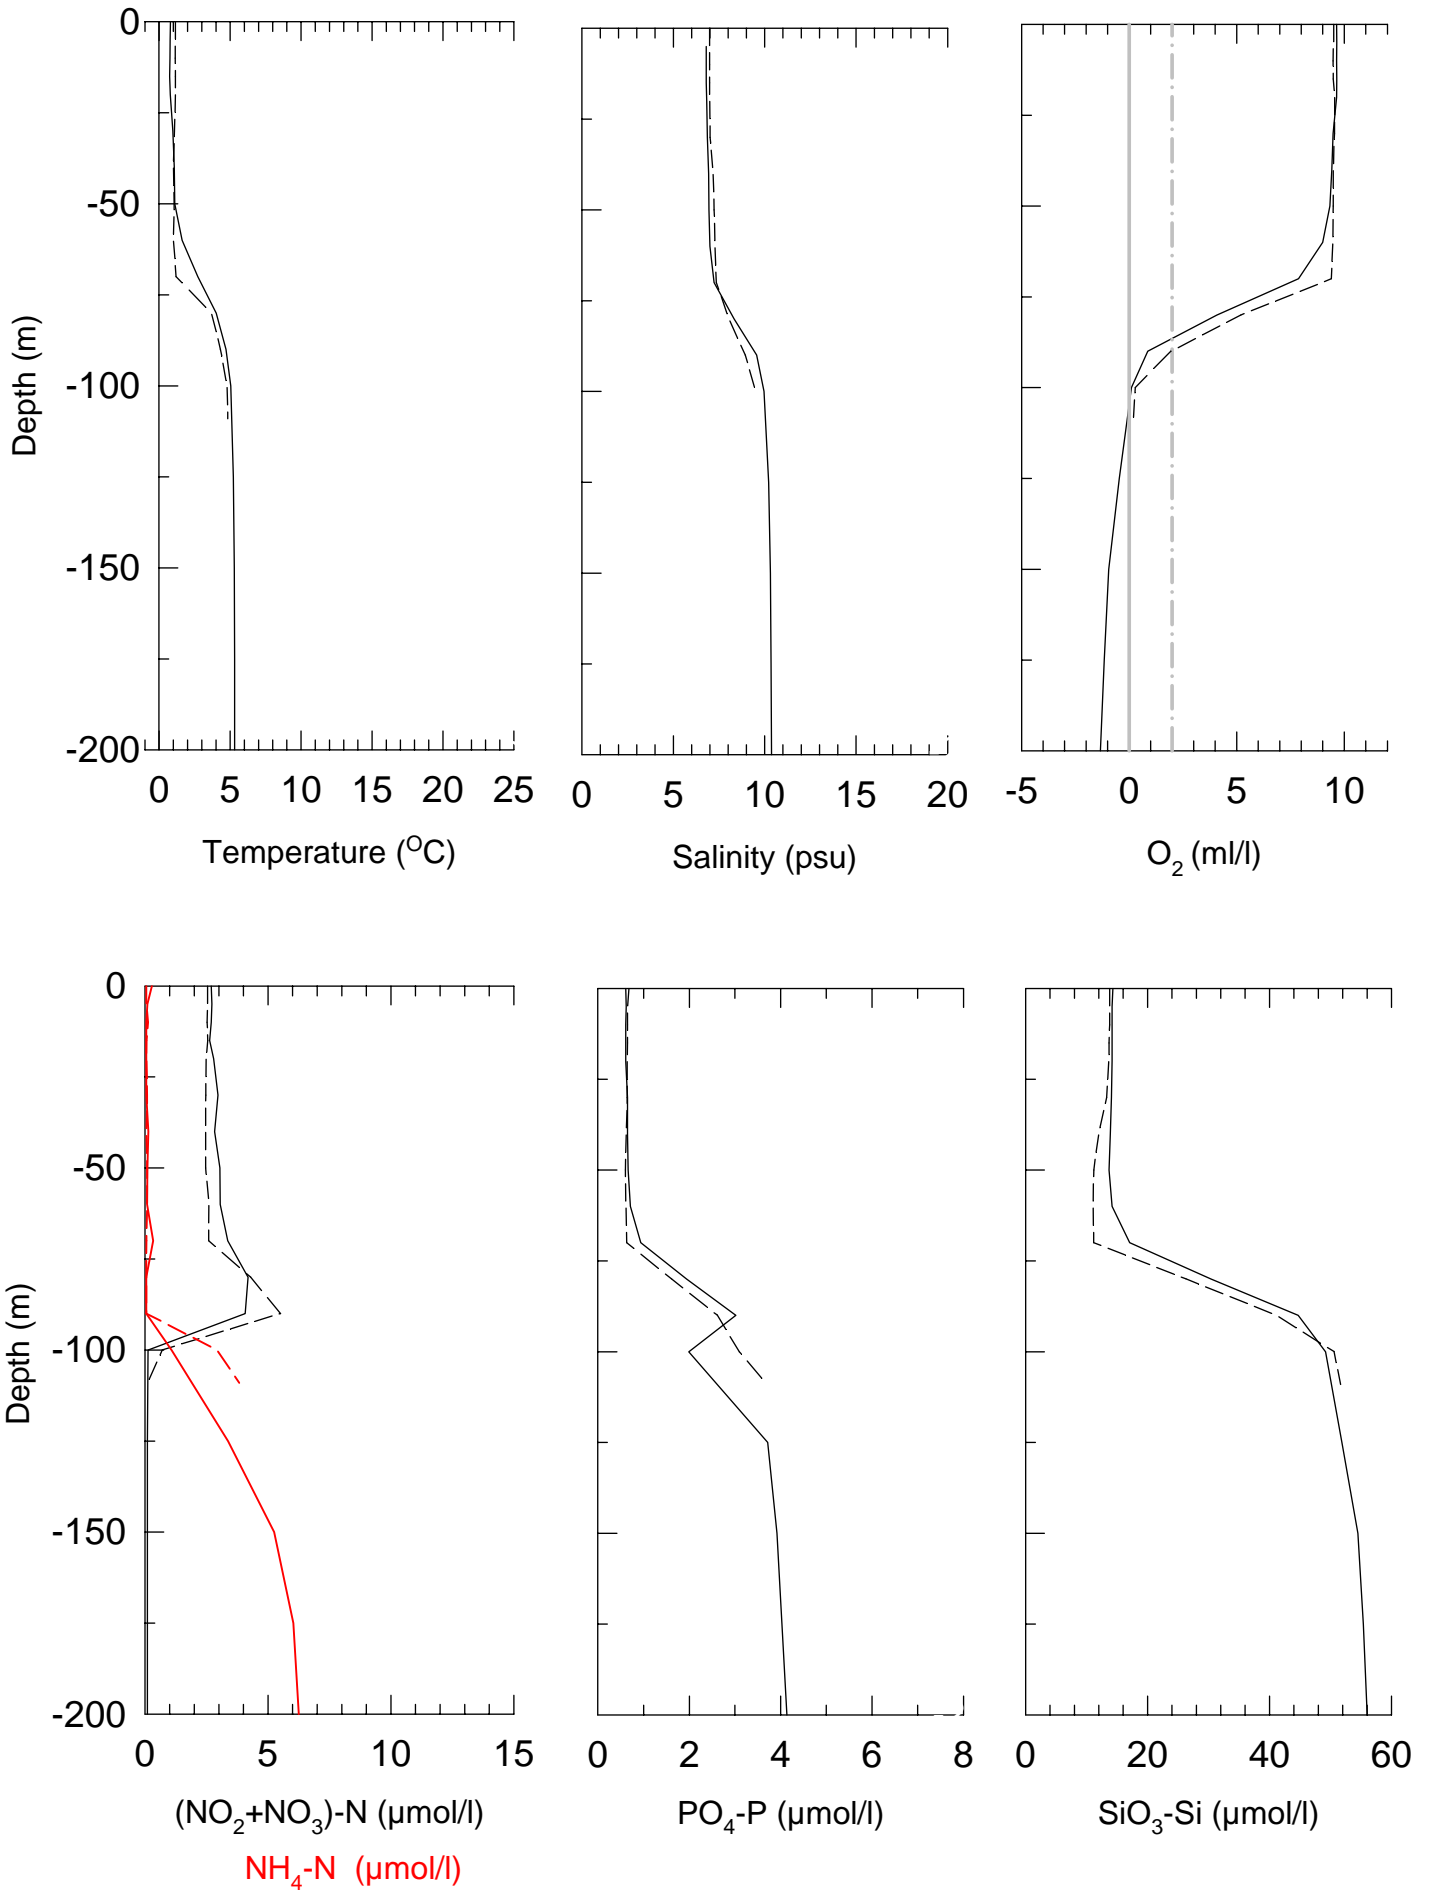 0
-50
-100
-150
-200
Depth (m)
0 5 10 15 20 25
Temperature (OC)
0 5 10 15 20
Salinity (psu)
-5 0 5 10
O2 (ml/l)
0
-50
-100
-150
-200
Depth (m)
0 5 10 15
(NO2+NO3)-N (µmol/l)
NH4-N (µmol/l)
0 2 4 6 8
PO4-P (µmol/l)
0 20 40 60
SiO3-Si (µmol/l)